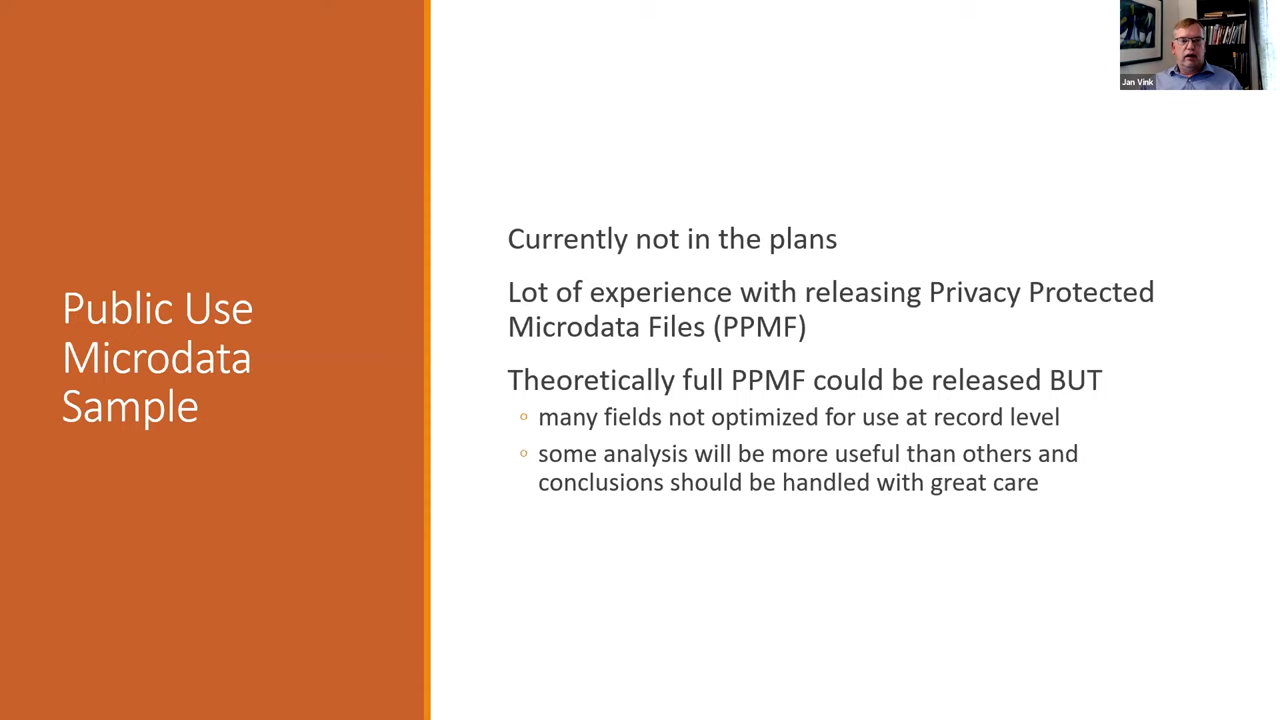 Jan Vink
Public Use
Microdata
Sample
Currently not in the plans
Lot of experience with releasing Privacy Protected
Microdata Files (PPMF)
Theoretically full PPMF could be released BUT
◦ many fields not optimized for use at record level
◦ some analysis will be more useful than others and
conclusions should be handled with great care